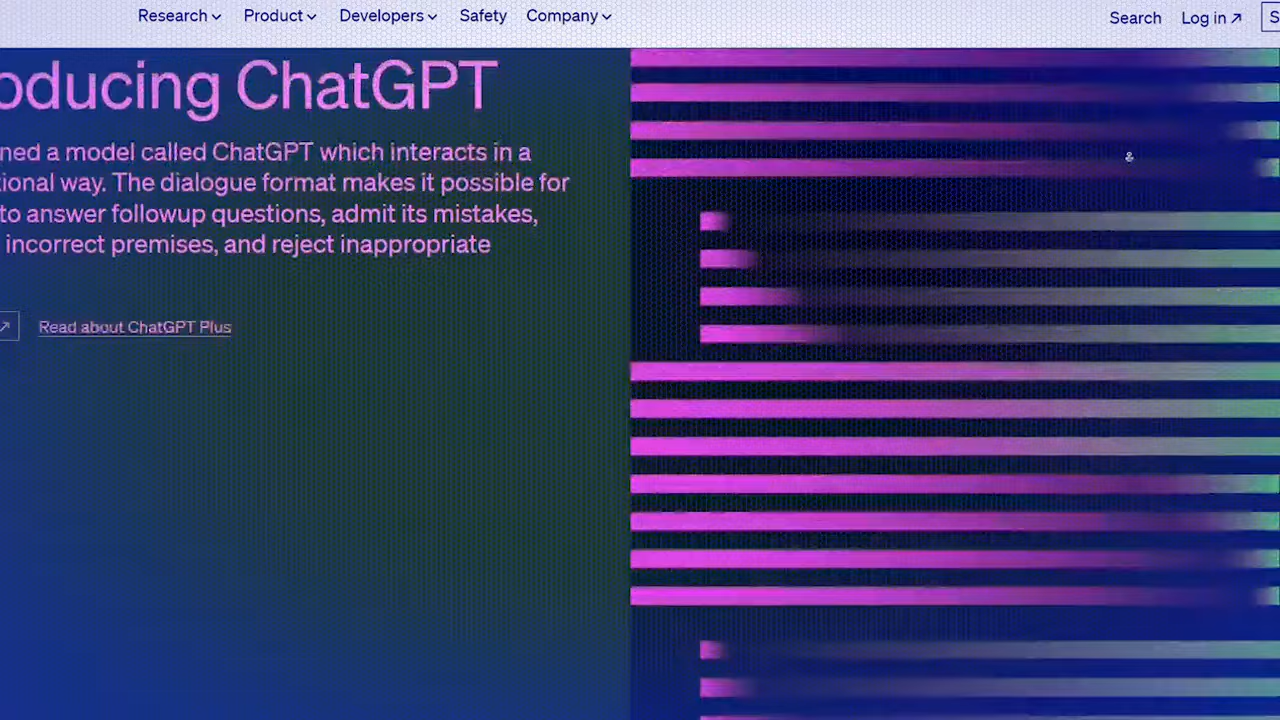 Research Product Developers Safety Company Search Log in ↗ S
oducing ChatGPT
ned a model called ChatGPT which interacts in a
tional way. The dialogue format makes it possible for
to answer followup questions, admit its mistakes,
incorrect premises, and reject inappropriate
↗ Read about ChatGPT Plus